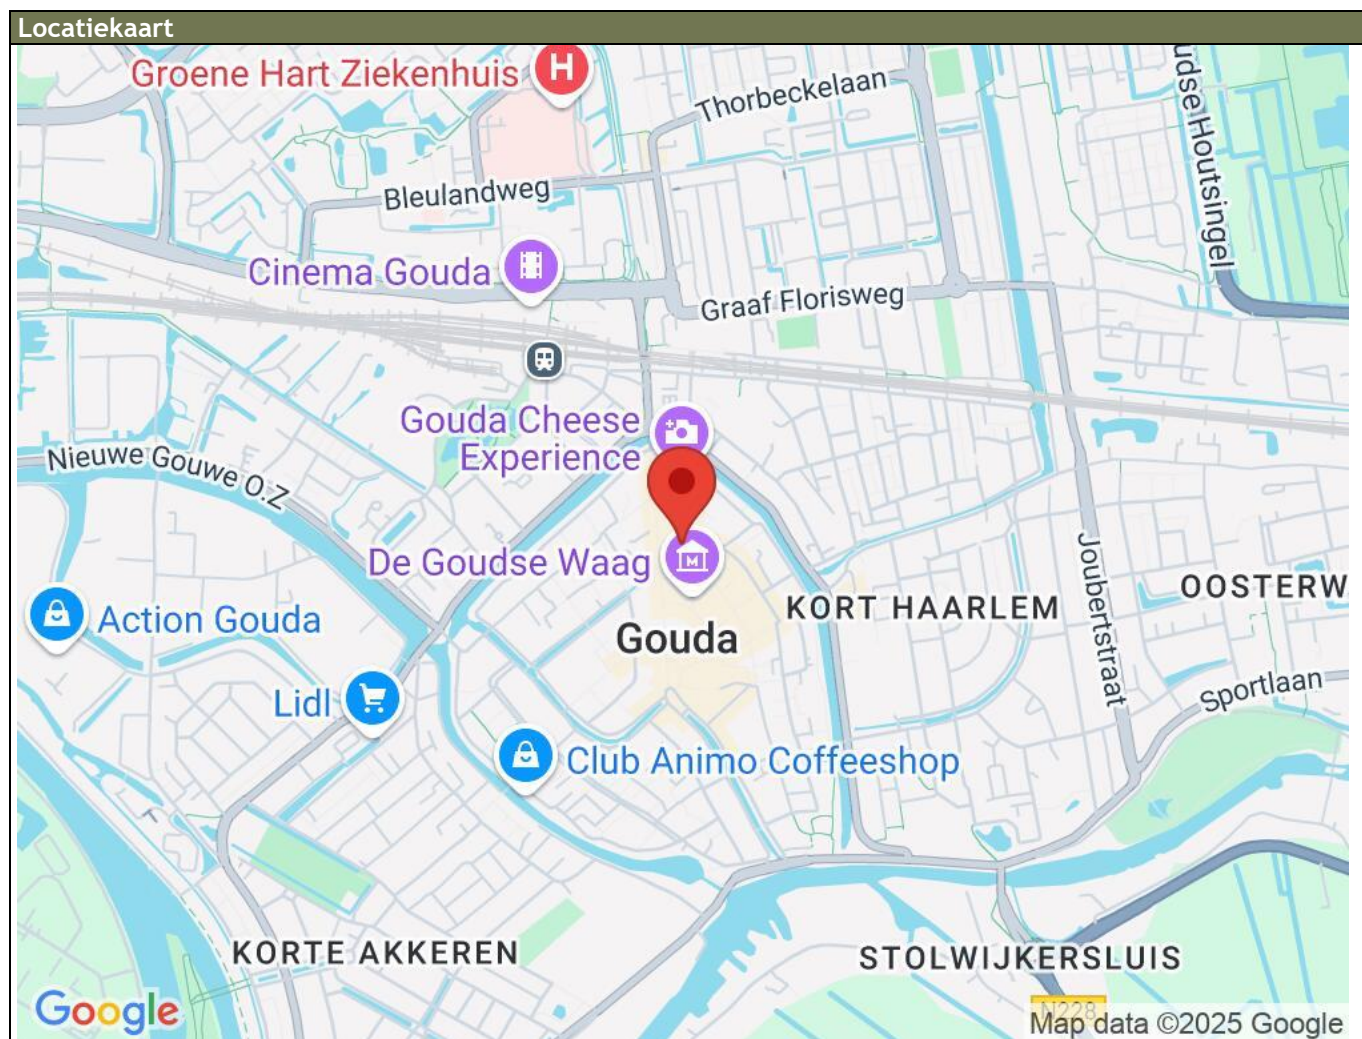 Locatiekaart
Groene Hart Ziekenhuis
H
Thorbeckelaan
udse Houtsingel
Bleulandweg
Cinema Gouda
Graaf Florisweg
Gouda Cheese
Experience
Nieuwe Gouwe O.Z
De Goudse Waag
M
Joubertstraat
OOSTERW
KORT HAARLEM
Action Gouda
Gouda
Sportlaan
Lidl
Club Animo Coffeeshop
KORTE AKKEREN
STOLWIJKERSLUIS
N228
Google
Map data ©2025 Google